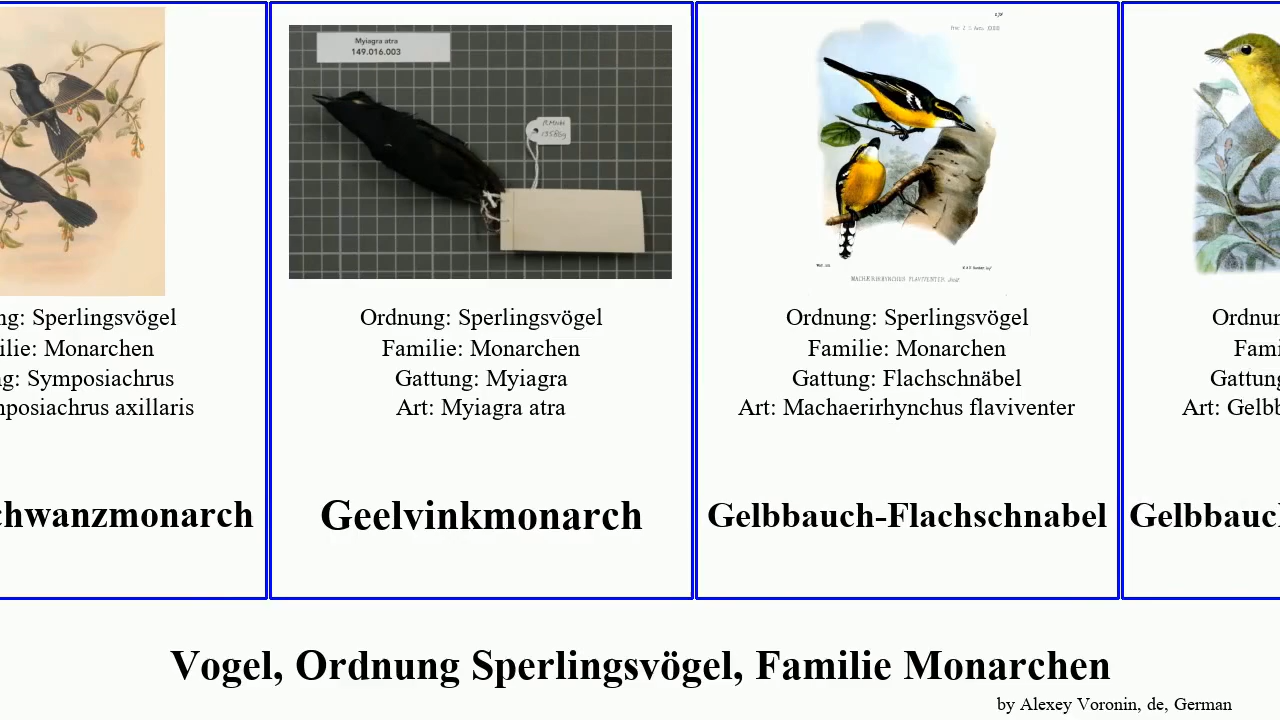 ng: Sperlingsvögel
ilie: Monarchen
g: Symposiachrus
mposiachrus axillaris
chwanzmonarch
Myiagra atra
149.016.003
Ordnung: Sperlingsvögel
Familie: Monarchen
Gattung: Myiagra
Art: Myiagra atra
Geelvinkmonarch
MACHÆRIRHYNCHUS FLAVIVENTER.
Ordnung: Sperlingsvögel
Familie: Monarchen
Gattung: Flachschnäbel
Art: Machaerirhynchus flaviventer
Gelbbauch-Flachschnabel
Ordnun
Fami
Gattung
Art: Gelbb
Gelbbauch
Vogel, Ordnung Sperlingsvögel, Familie Monarchen
by Alexey Voronin, de, German